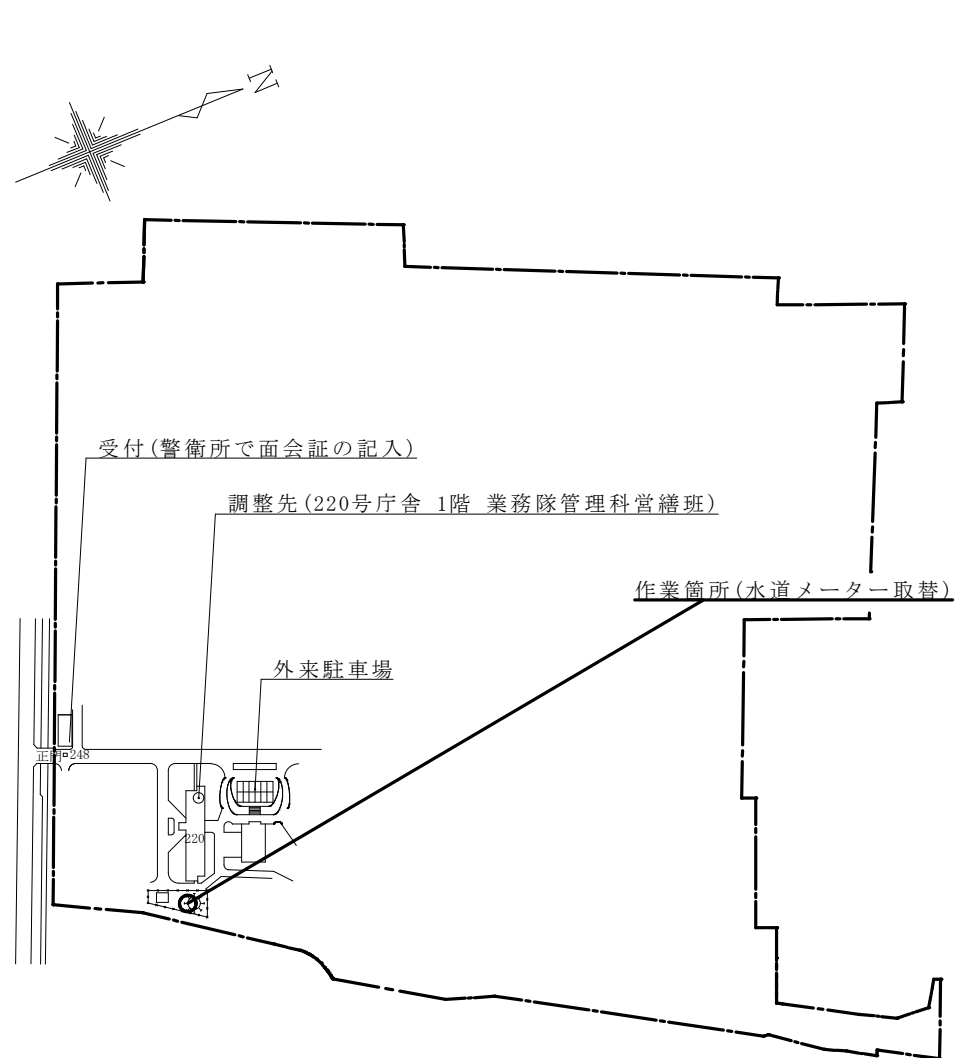 N
受付(警衛所で面会証の記入)
調整先(220号庁舎 1階 業務隊管理科営繕班)
作業箇所(水道メーター取替)
外来駐車場
正門 248
220